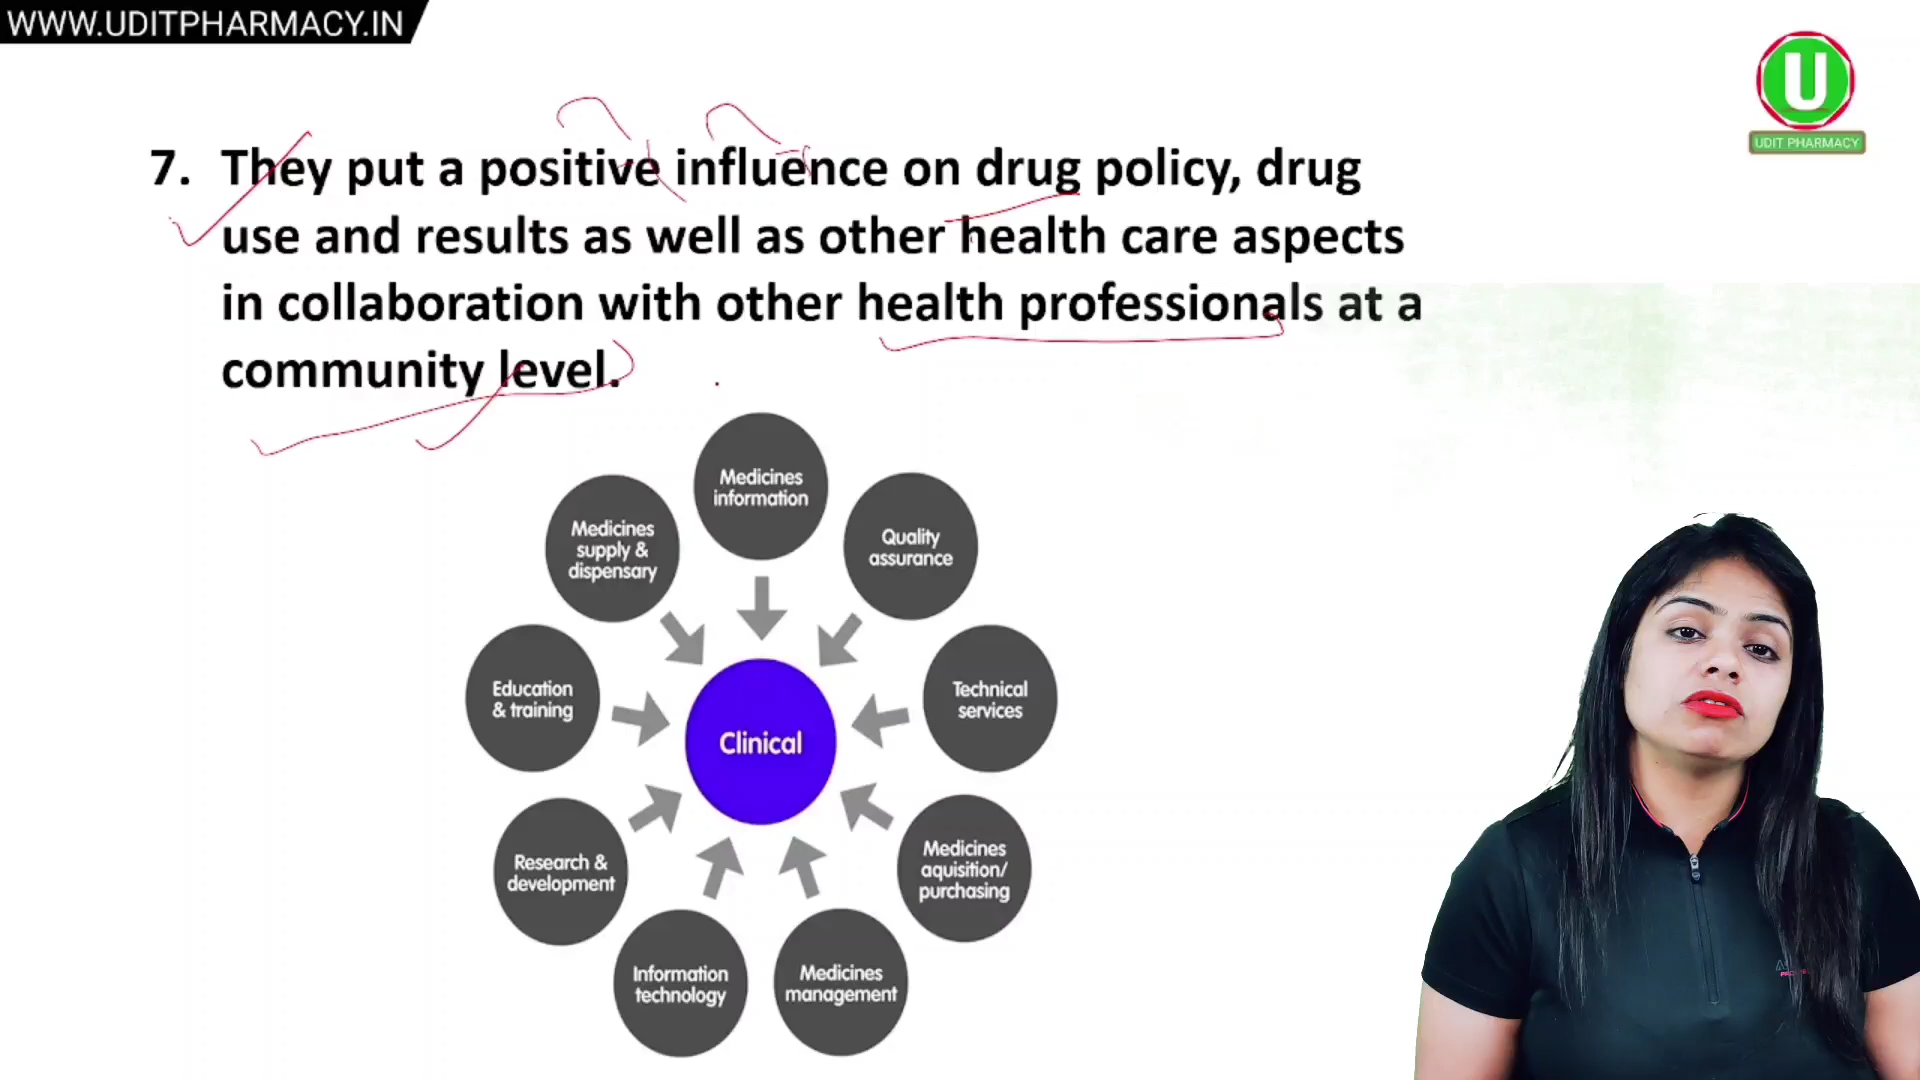 WWW.UDITPHARMACY.IN
U
UDIT PHARMACY
7. They put a positive influence on drug policy, drug
use and results as well as other health care aspects
in collaboration with other health professionals at a
community level.
Medicines
information
Medicines
supply &
dispensary
Quality
assurance
Education
& training
Technical
services
Clinical
Research &
development
Medicines
aquisition/
purchasing
Information
technology
Medicines
management